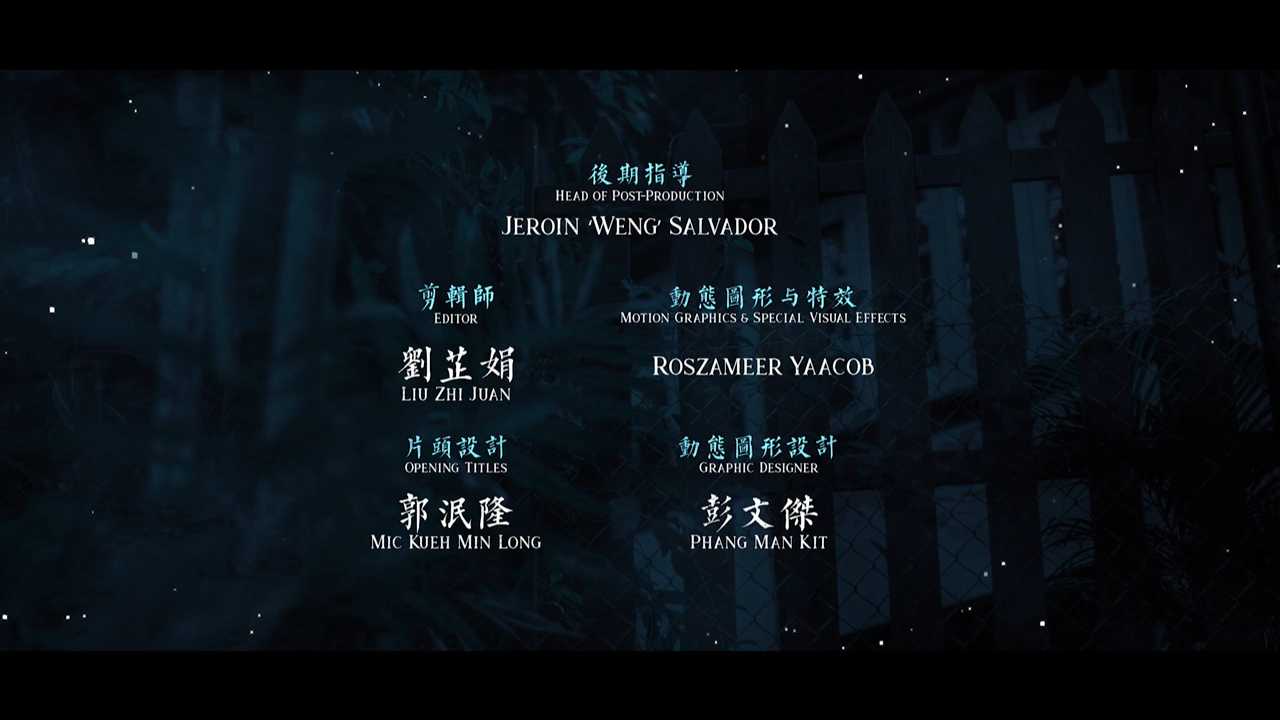 後期指導
HEAD OF POST-PRODUCTION
JEROIN 'WENG' SALVADOR
剪輯師
EDITOR
劉芷娟
LIU ZHI JUAN
動態圖形与特效
MOTION GRAPHICS & SPECIAL VISUAL EFFECTS
ROSZAMEER YAACOB
片頭設計
OPENING TITLES
郭泯隆
MIC KUEH MIN LONG
動態圖形設計
GRAPHIC DESIGNER
彭文傑
PHANG MAN KIT